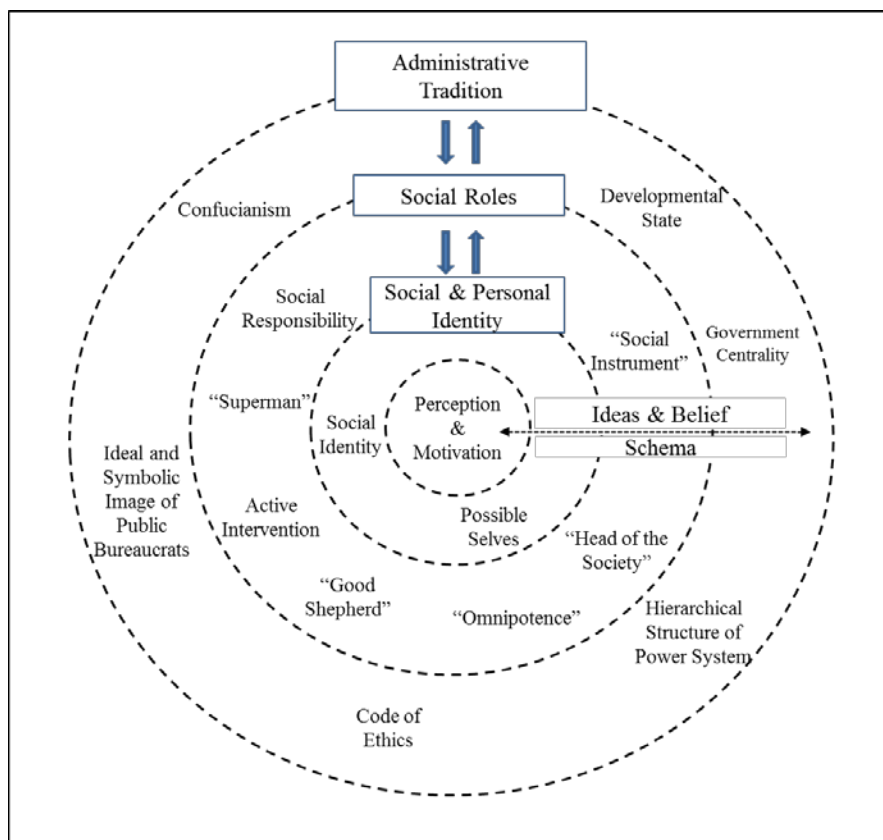 Administrative
Tradition
Social Roles
Confucianism
Developmental
State
Social & Personal
Identity
Social
Responsibility
“Social
Instrument”
Government
Centrality
“Superman”
Social
Identity
Perception
&
Motivation
Ideas & Belief
Schema
Ideal and
Symbolic
Image of
Public
Bureaucrats
Active
Intervention
Possible
Selves
“Head of the
Society”
“Good
Shepherd”
“Omnipotence”
Hierarchical
Structure of
Power System
Code of
Ethics